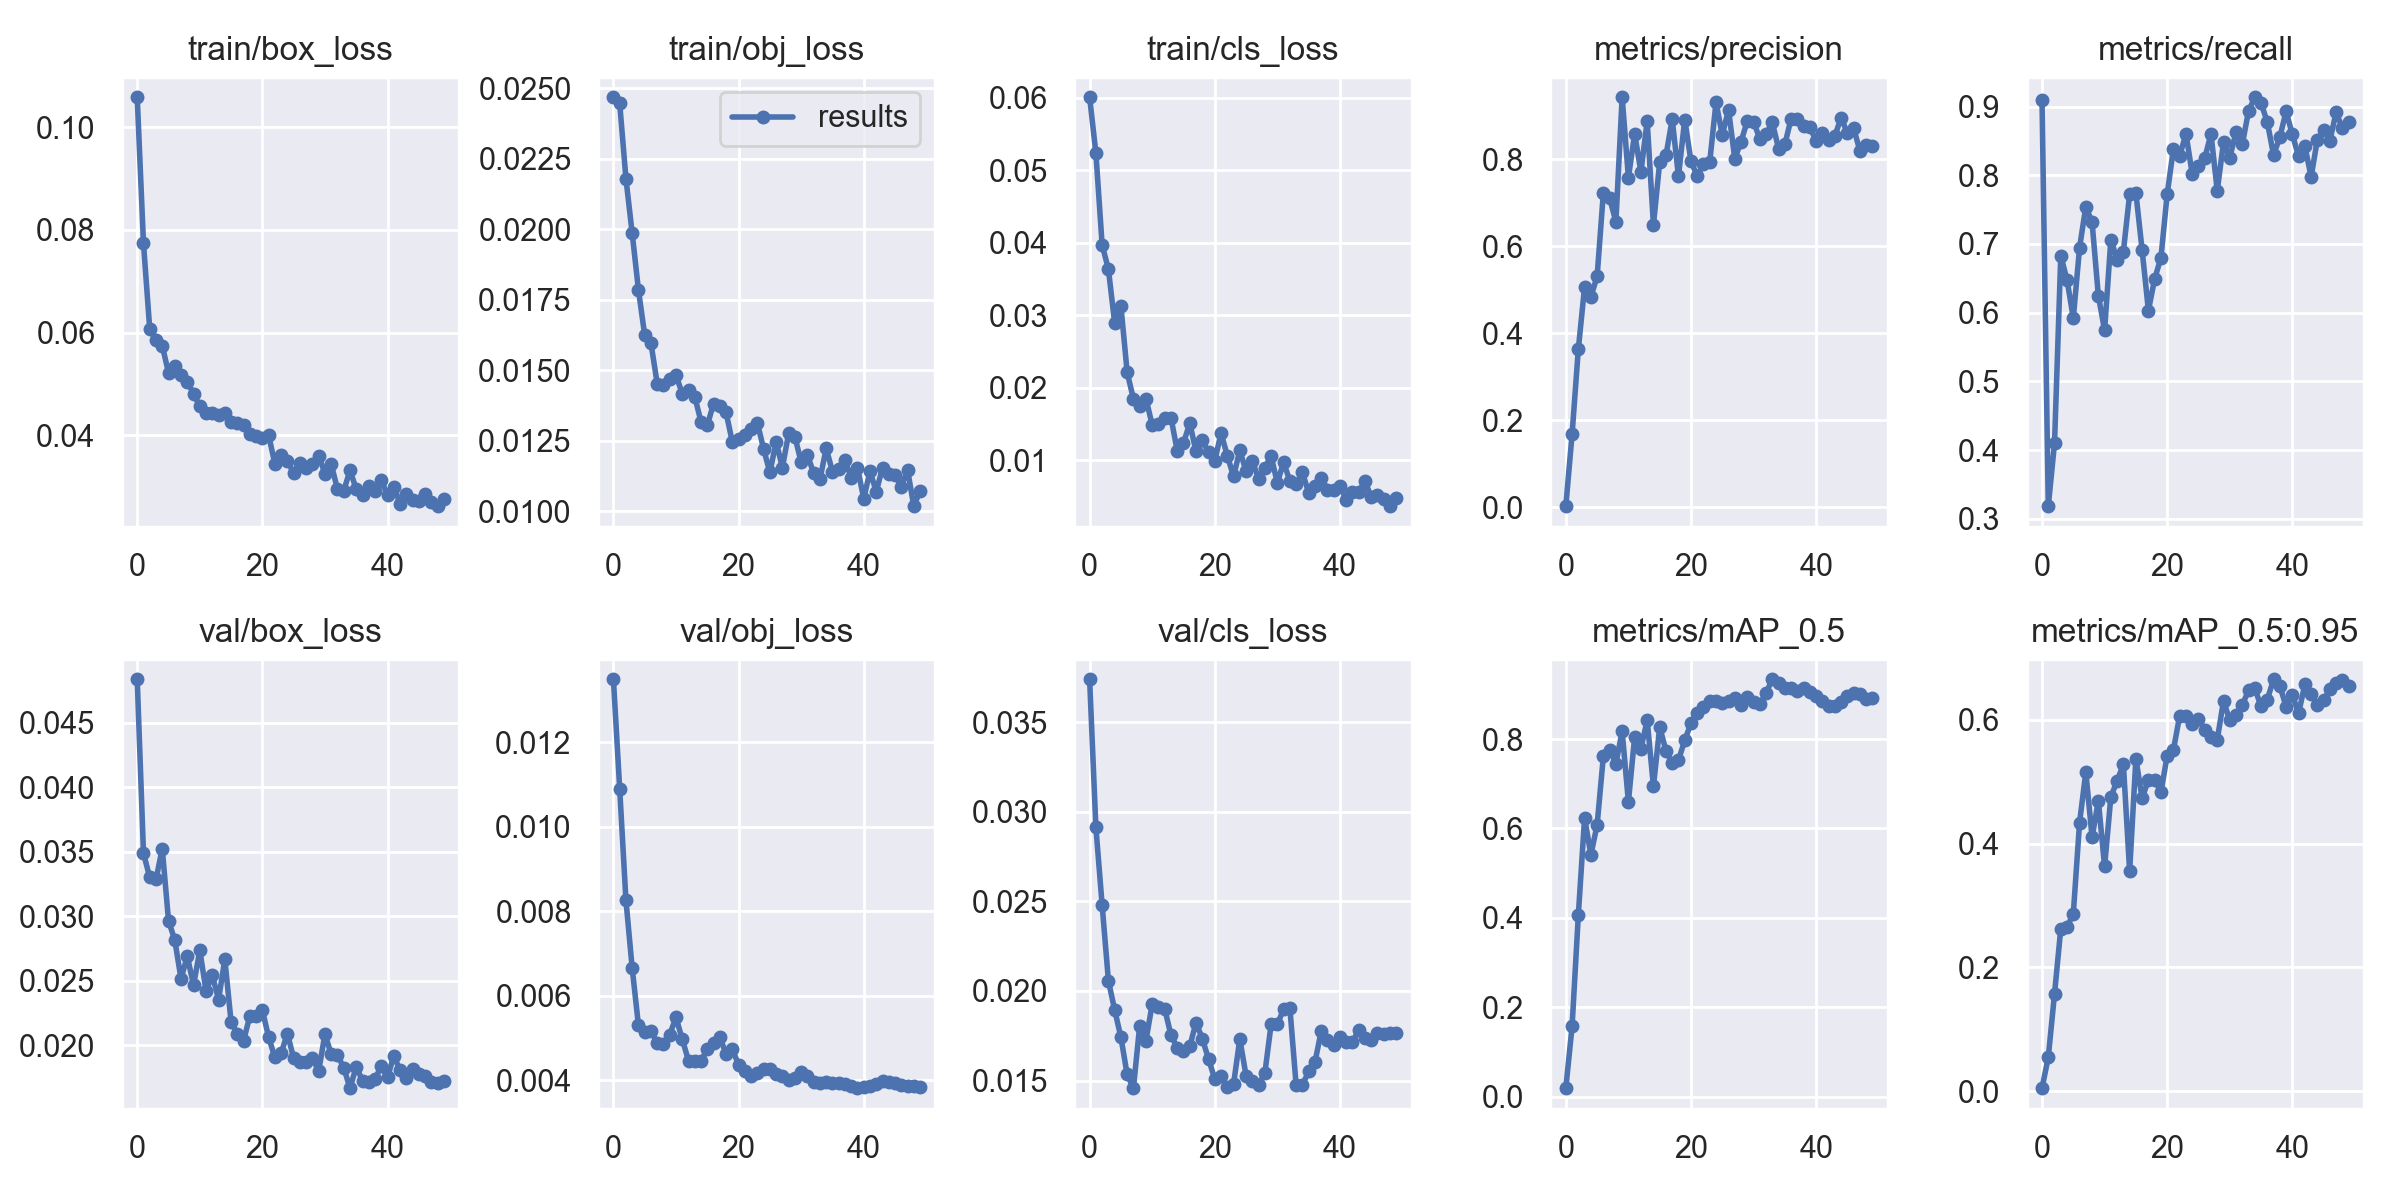 train/box_loss
0.10
0.08
0.06
0.04
0 20 40
train/obj_loss
results
0.0250
0.0225
0.0200
0.0175
0.0150
0.0125
0.0100
0 20 40
train/cls_loss
0.06
0.05
0.04
0.03
0.02
0.01
0 20 40
metrics/precision
0.8
0.6
0.4
0.2
0.0
0 20 40
metrics/recall
0.9
0.8
0.7
0.6
0.5
0.4
0.3
0 20 40
val/box_loss
0.045
0.040
0.035
0.030
0.025
0.020
0 20 40
val/obj_loss
0.012
0.010
0.008
0.006
0.004
0 20 40
val/cls_loss
0.035
0.030
0.025
0.020
0.015
0 20 40
metrics/mAP_0.5
0.8
0.6
0.4
0.2
0.0
0 20 40
metrics/mAP_0.5:0.95
0.6
0.4
0.2
0.0
0 20 40